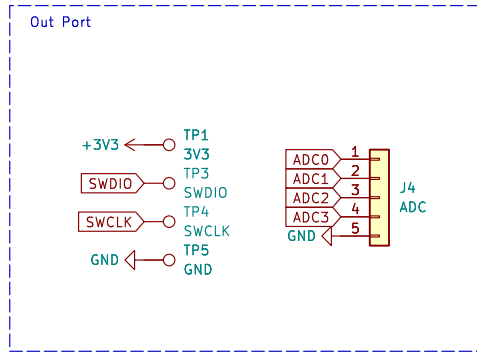 Out Port
+3V3
TP1
3V3
SWDIO
TP3
SWDIO
SWCLK
TP4
SWCLK
GND
TP5
GND
ADC0 1
ADC1 2
ADC2 3
ADC3 4
GND 5
J4
ADC